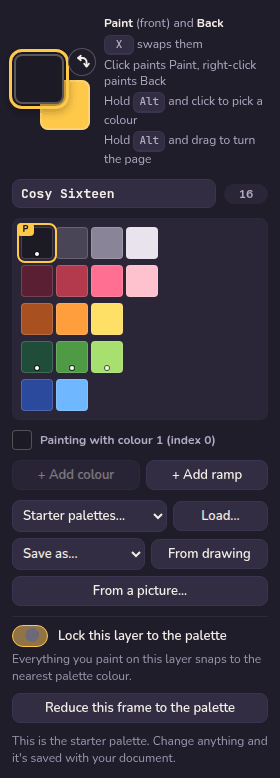 Paint (front) and Back
X swaps them
Click paints Paint, right-click
paints Back
Hold Alt and click to pick a
colour
Hold Alt and drag to turn
the page
Cosy Sixteen 16
P
Painting with colour 1 (index 0)
+ Add colour + Add ramp
Starter palettes... Load...
Save as... From drawing
From a picture...
Lock this layer to the palette
Everything you paint on this layer snaps to the
nearest palette colour.
Reduce this frame to the palette
This is the starter palette. Change anything and
it's saved with your document.